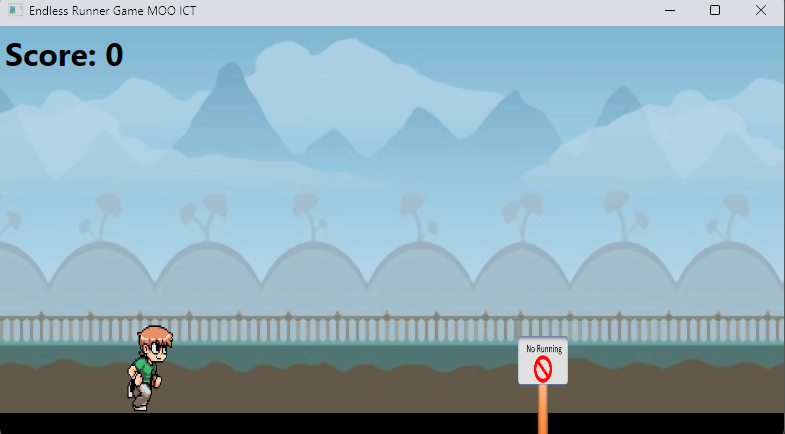 Endless Runner Game MOO ICT
Score: 0
No Running